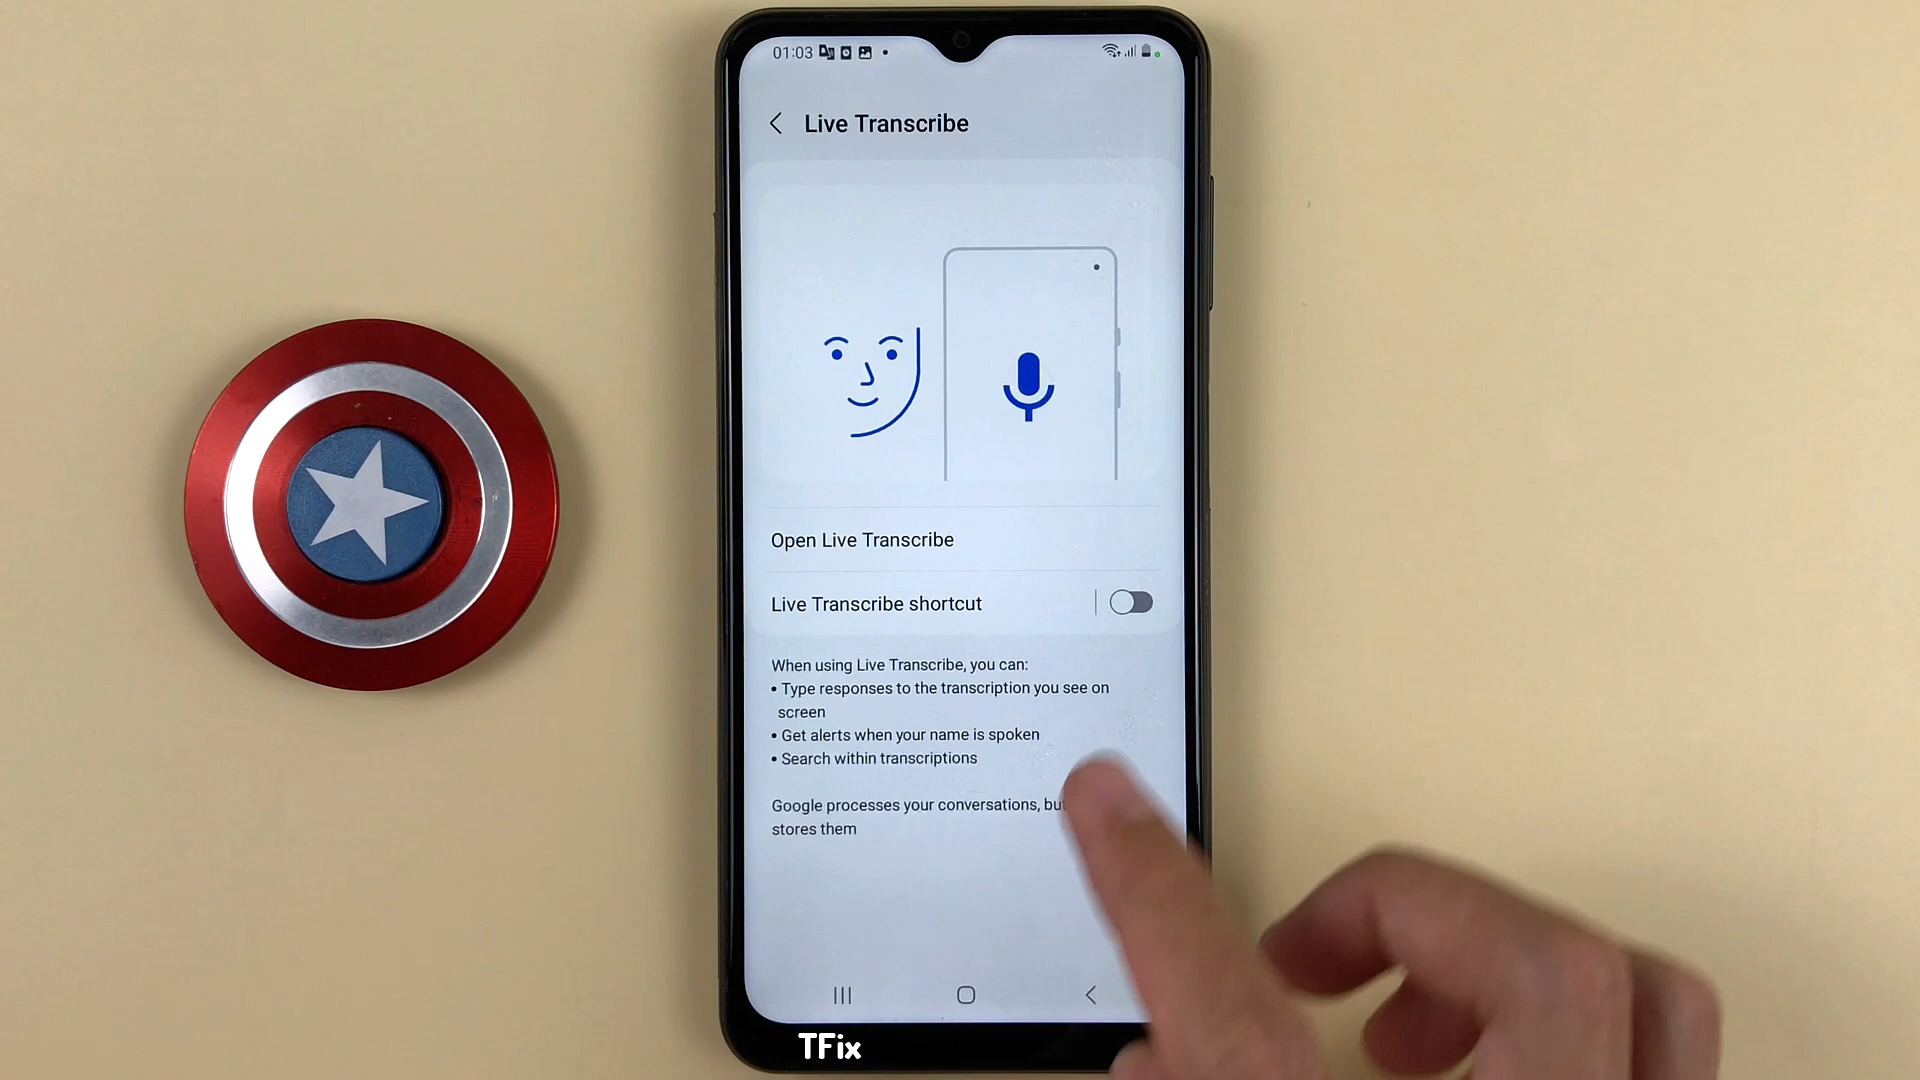 01:03
Live Transcribe
Open Live Transcribe
Live Transcribe shortcut
When using Live Transcribe, you can:
• Type responses to the transcription you see on
screen
• Get alerts when your name is spoken
• Search within transcriptions
Google processes your conversations,
stores them
TFix